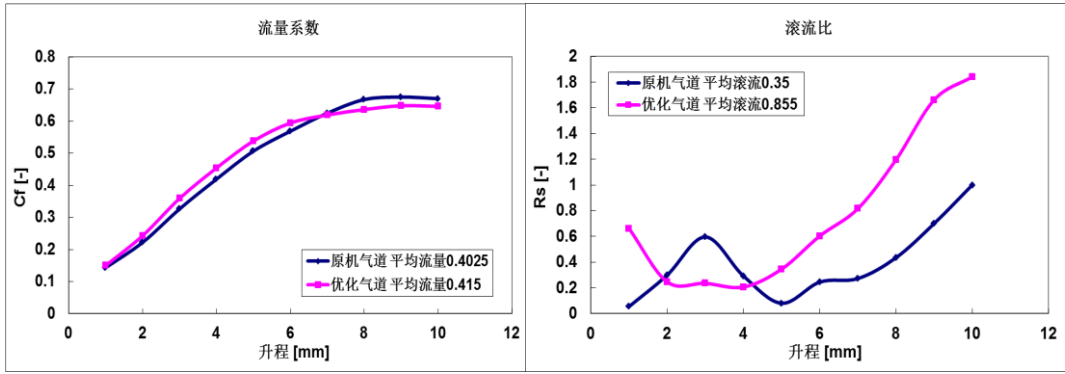 流量系数
0.8
0.7
0.6
0.5
0.4
0.3
0.2
0.1
0
Cf [-]
原机气道 平均流量0.4025
优化气道 平均流量0.415
0 2 4 6 8 10 12
升程 [mm]
滚流比
2
1.8
1.6
1.4
1.2
1
0.8
0.6
0.4
0.2
0
Rs [-]
原机气道 平均滚流0.35
优化气道 平均滚流0.855
0 2 4 6 8 10 12
升程 [mm]